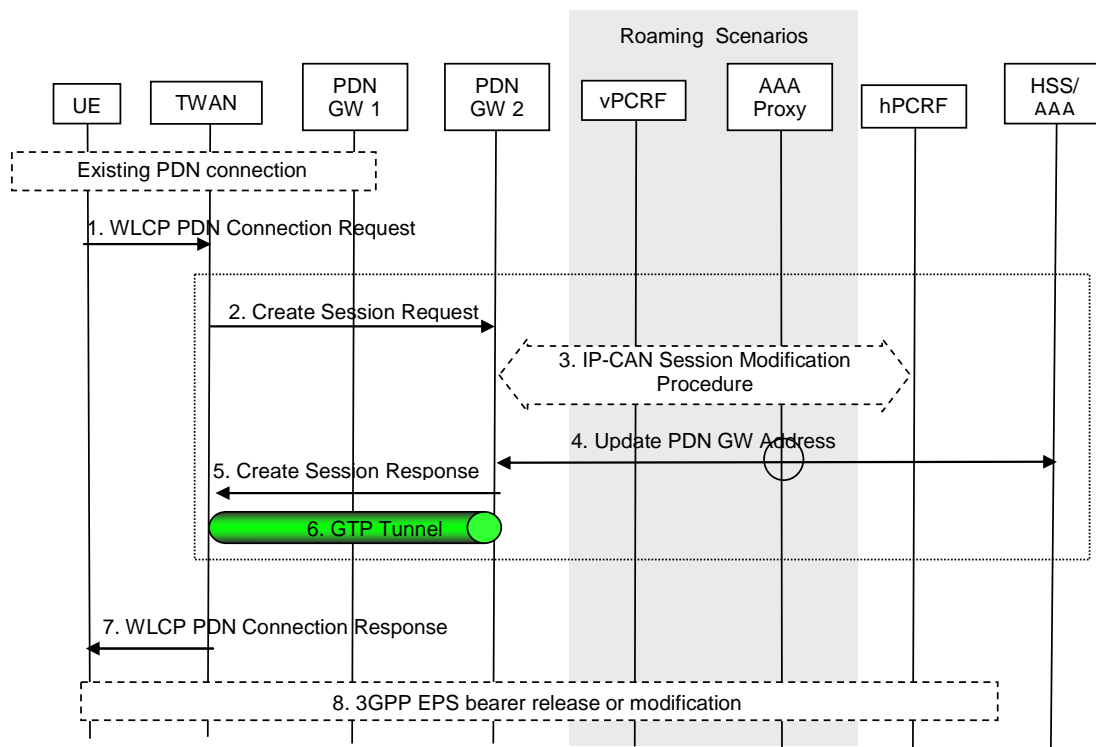 Roaming Scenarios
UE
TWAN
PDN
GW 1
PDN
GW 2
vPCRF
AAA
Proxy
hPCRF
HSS/
AAA
Existing PDN connection
1. WLCP PDN Connection Request
2. Create Session Request
3. IP-CAN Session Modification
Procedure
4. Update PDN GW Address
5. Create Session Response
6. GTP Tunnel
7. WLCP PDN Connection Response
8. 3GPP EPS bearer release or modification